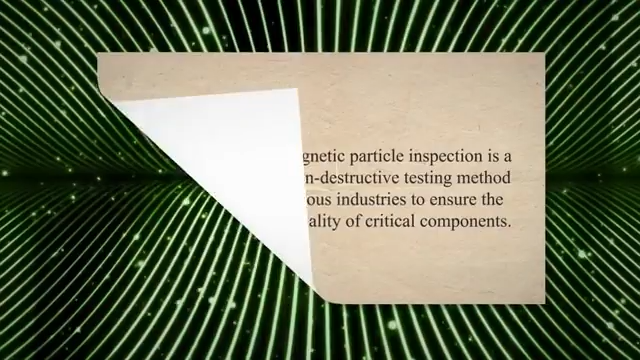 gnetic particle inspection is a
n-destructive testing method
ous industries to ensure the
ality of critical components.